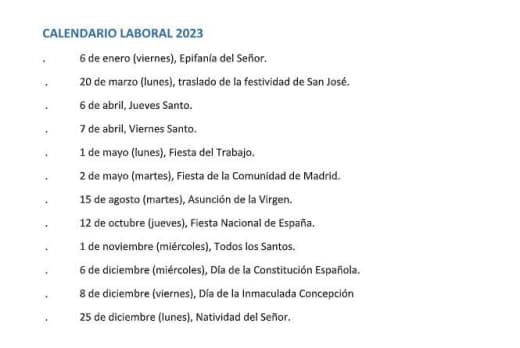 CALENDARIO LABORAL 2023
. 6 de enero (viernes), Epifanía del Señor.
. 20 de marzo (lunes), traslado de la festividad de San José.
. 6 de abril, Jueves Santo.
. 7 de abril, Viernes Santo.
. 1 de mayo (lunes), Fiesta del Trabajo.
. 2 de mayo (martes), Fiesta de la Comunidad de Madrid.
. 15 de agosto (martes), Asunción de la Virgen.
. 12 de octubre (jueves), Fiesta Nacional de España.
. 1 de noviembre (miércoles), Todos los Santos.
. 6 de diciembre (miércoles), Día de la Constitución Española.
. 8 de diciembre (viernes), Día de la Inmaculada Concepción
. 25 de diciembre (lunes), Natividad del Señor.